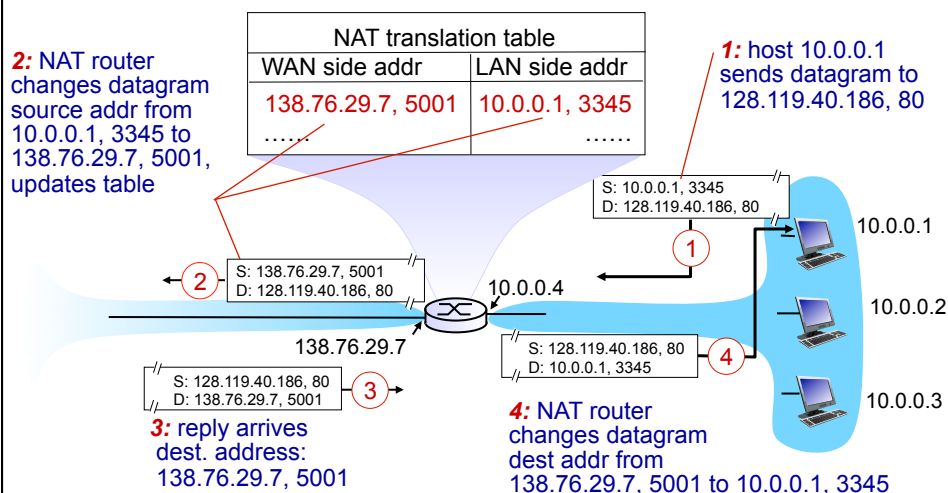 NAT translation table
WAN side addr LAN side addr
138.76.29.7, 5001 10.0.0.1, 3345
…… ……
2: NAT router
changes datagram
source addr from
10.0.0.1, 3345 to
138.76.29.7, 5001,
updates table
1: host 10.0.0.1
sends datagram to
128.119.40.186, 80
S: 10.0.0.1, 3345
D: 128.119.40.186, 80
1
10.0.0.1
S: 138.76.29.7, 5001
D: 128.119.40.186, 80
2
10.0.0.4
10.0.0.2
138.76.29.7
S: 128.119.40.186, 80
D: 10.0.0.1, 3345
4
S: 128.119.40.186, 80
D: 138.76.29.7, 5001
3
10.0.0.3
3: reply arrives
dest. address:
138.76.29.7, 5001
4: NAT router
changes datagram
dest addr from
138.76.29.7, 5001 to 10.0.0.1, 3345